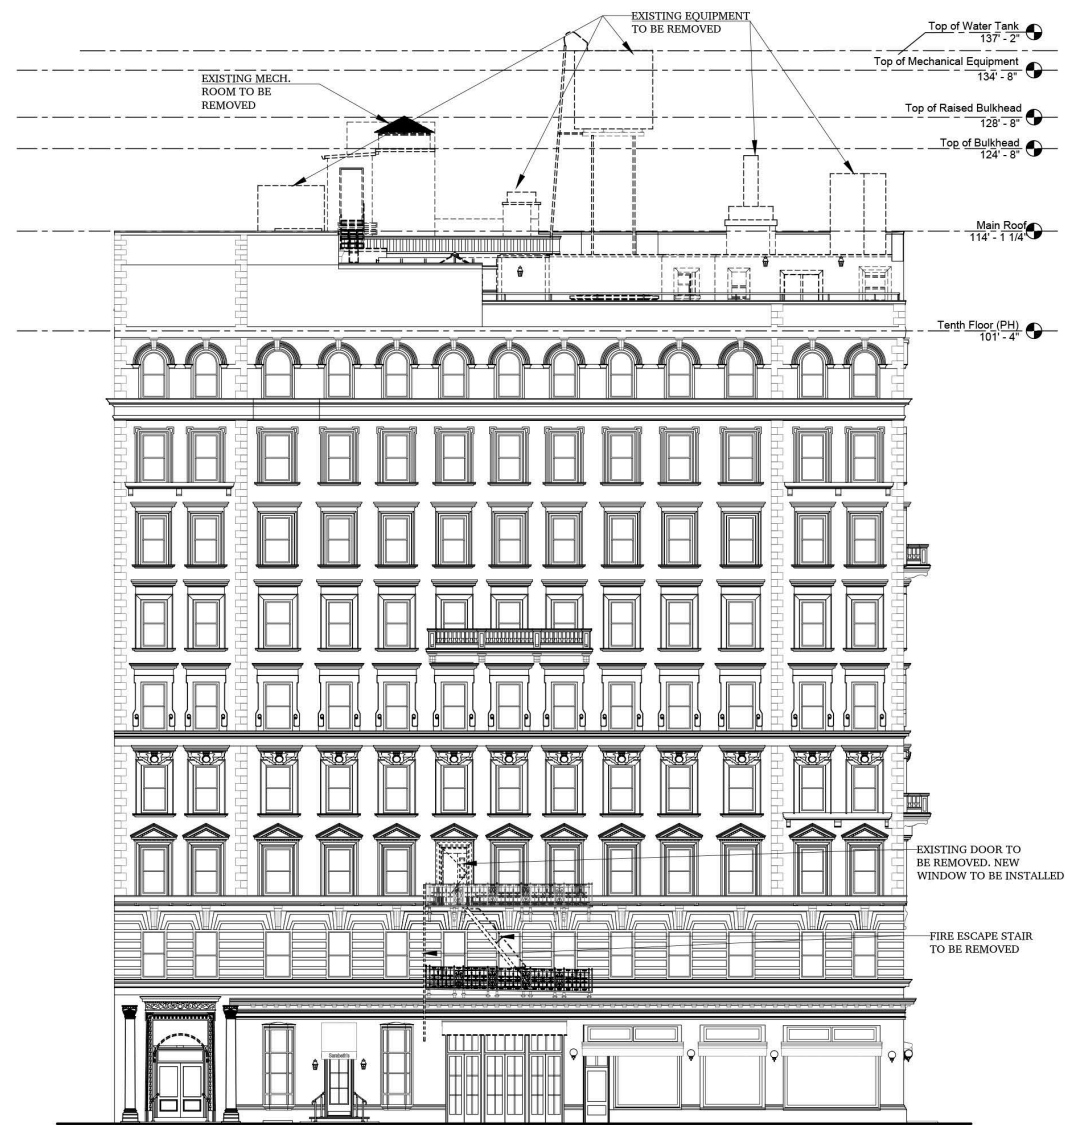 EXISTING EQUIPMENT
TO BE REMOVED
Top of Water Tank
137' - 2"
Top of Mechanical Equipment
134' - 8"
EXISTING MECH.
ROOM TO BE
REMOVED
Top of Raised Bulkhead
128' - 8"
Top of Bulkhead
124' - 8"
Main Roof
114' - 1 1/4"
Tenth Floor (PH)
101' - 4"
EXISTING DOOR TO
BE REMOVED. NEW
WINDOW TO BE INSTALLED
FIRE ESCAPE STAIR
TO BE REMOVED
Sarabeth's